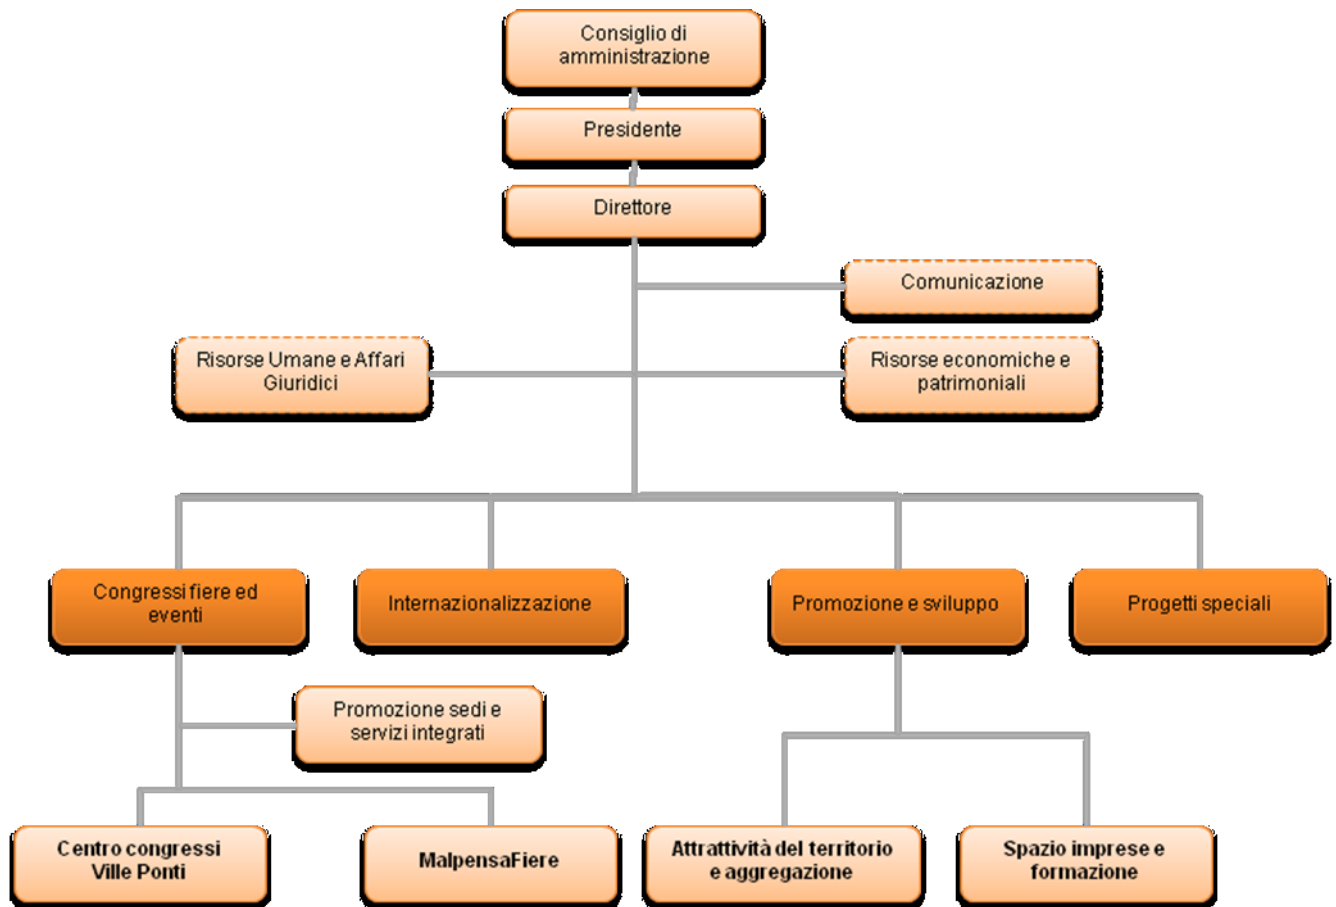 Consiglio di
amministrazione
Presidente
Direttore
Comunicazione
Risorse Umane e Affari
Giuridici
Risorse economiche e
patrimoniali
Congressi fiere ed
eventi
Internazionalizzazione
Promozione e sviluppo
Progetti speciali
Promozione sedi e
servizi integrati
Centro congressi
Ville Ponti
MalpensaFiere
Attrattività del territorio
e aggregazione
Spazio imprese e
formazione